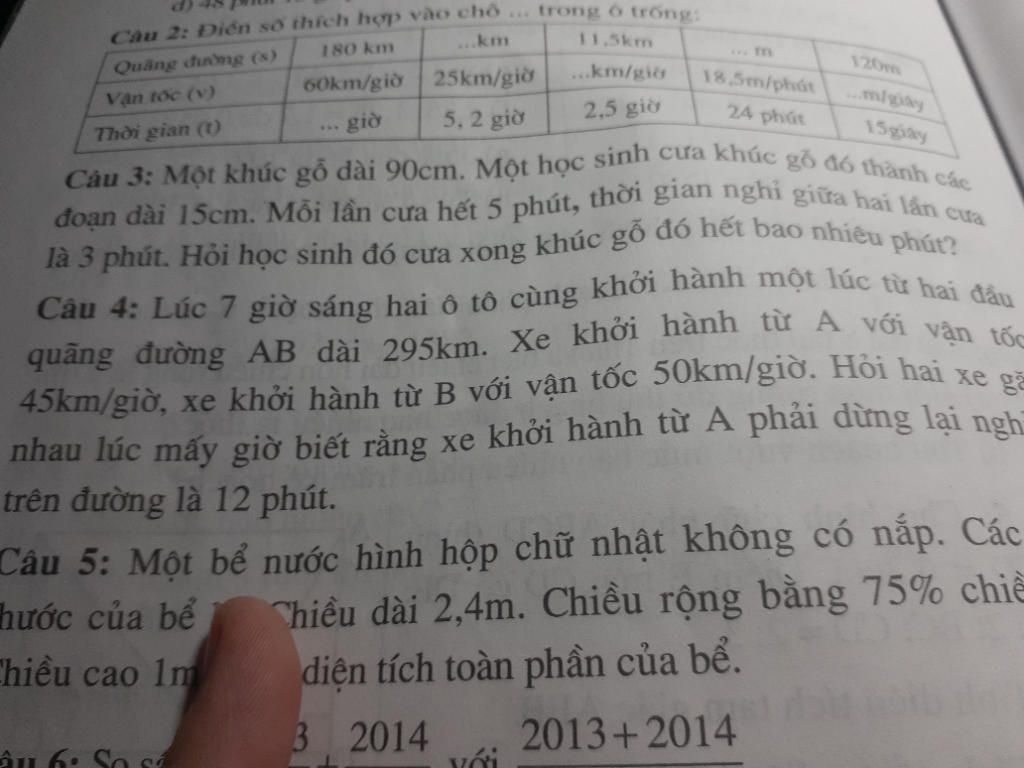 d) 48 phút
Câu 2: Điền số thích hợp vào chỗ ... trong ô trống:
Quãng đường (s) 180 km ...km 11,5km ... m 120m
Vận tốc (v) 60km/giờ 25km/giờ ...km/giờ 18,5m/phút ...m/giây
Thời gian (t) ... giờ 5, 2 giờ 2,5 giờ 24 phút 15giây
Câu 3: Một khúc gỗ dài 90cm. Một học sinh cưa khúc gỗ đó thành các
đoạn dài 15cm. Mỗi lần cưa hết 5 phút, thời gian nghỉ giữa hai lần cưa
là 3 phút. Hỏi học sinh đó cưa xong khúc gỗ đó hết bao nhiêu phút?
Câu 4: Lúc 7 giờ sáng hai ô tô cùng khởi hành một lúc từ hai đầu
quãng đường AB dài 295km. Xe khởi hành từ A với vận tốc
45km/giờ, xe khởi hành từ B với vận tốc 50km/giờ. Hỏi hai xe
nhau lúc mấy giờ biết rằng xe khởi hành từ A phải dừng lại nghỉ
trên đường là 12 phút.
Câu 5: Một bể nước hình hộp chữ nhật không có nắp. Các
của bể Chiều dài 2,4m. Chiều rộng bằng 75%
Chiều cao 1m diện tích toàn phần của bể.
6: So 3 + 2014 với 2013 + 2014